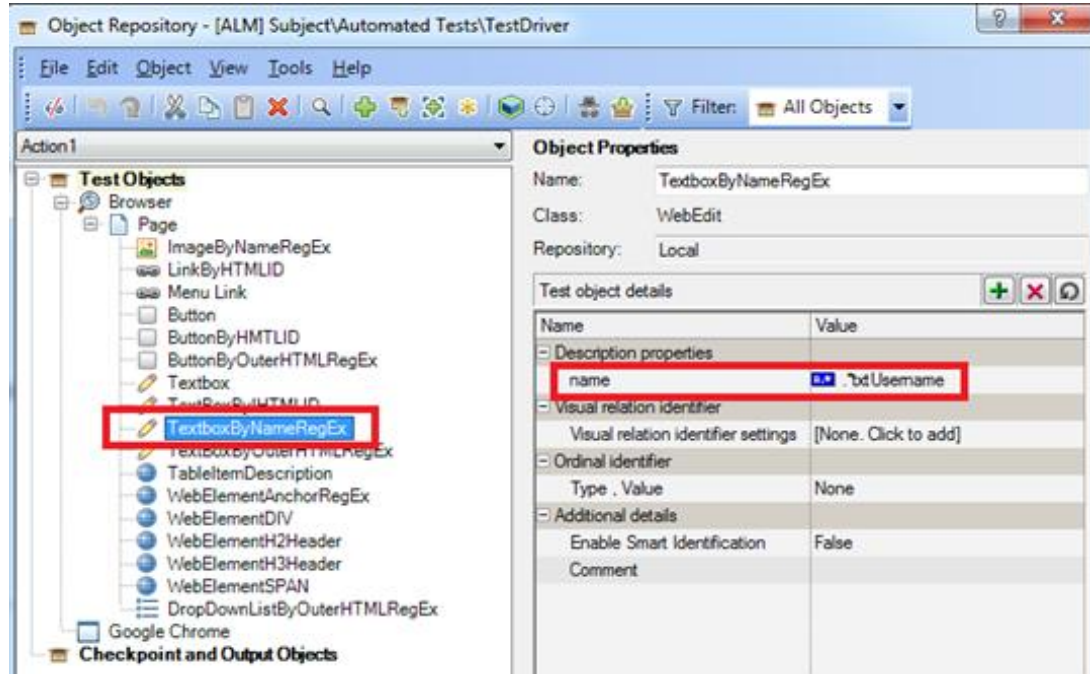 Object Repository - [ALM] Subject\Automated Tests\TestDriver
File Edit Object View Tools Help
Filter: All Objects
Action1
Test Objects
Browser
Page
ImageByNameRegEx
LinkByHTMLID
Menu Link
Button
ButtonByHMTLID
ButtonByOuterHTMLRegEx
Textbox
TextBoxByHTMLID
TextboxByNameRegEx
TextBoxByOuterHTMLRegEx
TableItemDescription
WebElementAnchorRegEx
WebElementDIV
WebElementH2Header
WebElementH3Header
WebElementSPAN
DropDownListByOuterHTMLRegEx
Google Chrome
Checkpoint and Output Objects
Object Properties
Name: TextboxByNameRegEx
Class: WebEdit
Repository: Local
Test object details
Name Value
Description properties
name .*txtUsername
Visual relation identifier
Visual relation identifier settings [None. Click to add]
Ordinal identifier
Type , Value None
Additional details
Enable Smart Identification False
Comment